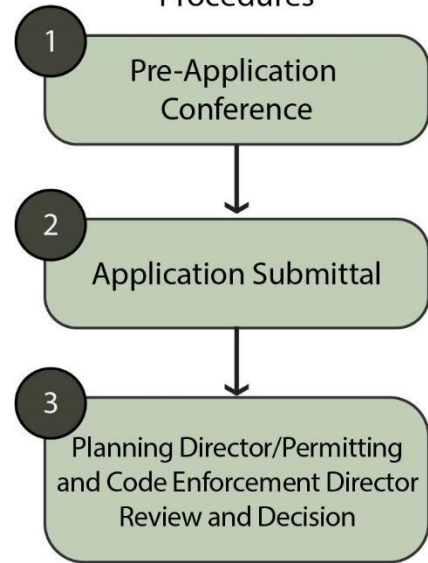 Procedures
1
Pre-Application
Conference
2
Application Submittal
3
Planning Director/Permitting
and Code Enforcement Director
Review and Decision